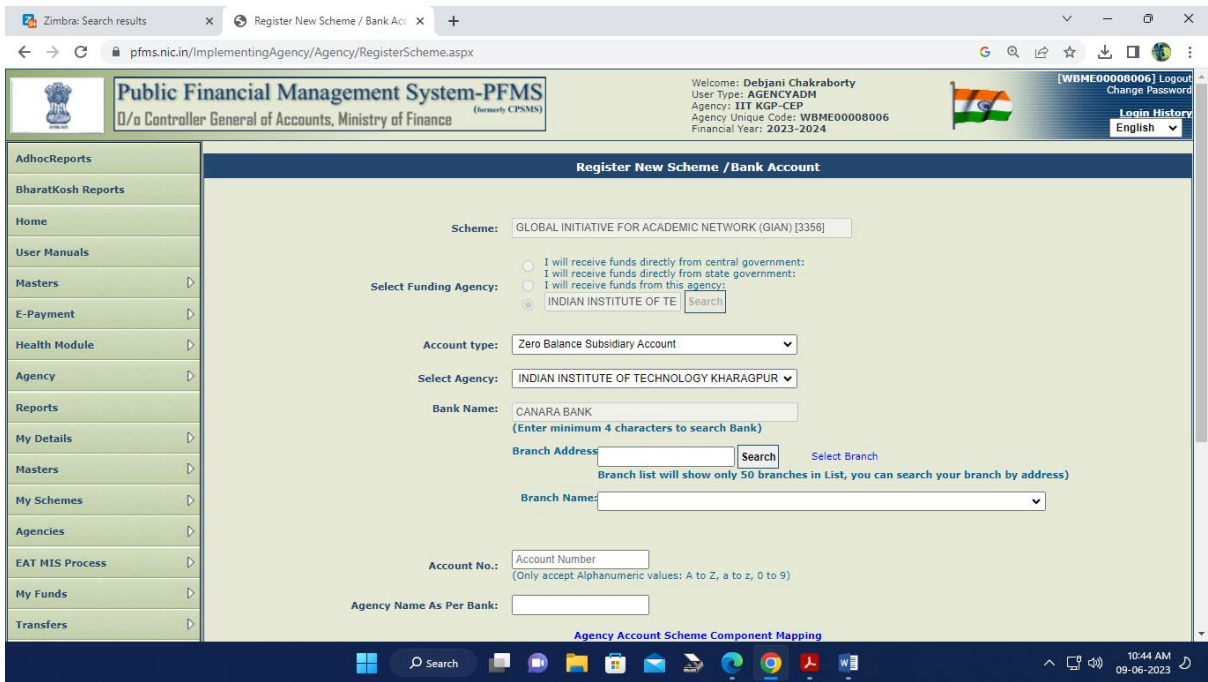 Zimbra: Search results
Register New Scheme / Bank Acc
pfms.nic.in/ImplementingAgency/Agency/RegisterScheme.aspx
Public Financial Management System-PFMS
(formerly CPSMS)
O/o Controller General of Accounts, Ministry of Finance
Welcome: Debjani Chakraborty
User Type: AGENCYADM
Agency: IIT KGP-CEP
Agency Unique Code: WBME00008006
Financial Year: 2023-2024
[WBME00008006] Logout
Change Password
Login History
English
AdhocReports
BharatKosh Reports
Home
User Manuals
Masters
E-Payment
Health Module
Agency
Reports
My Details
Masters
My Schemes
Agencies
EAT MIS Process
My Funds
Transfers
Register New Scheme /Bank Account
Scheme: GLOBAL INITIATIVE FOR ACADEMIC NETWORK (GIAN) [3356]
Select Funding Agency:
I will receive funds directly from central government:
I will receive funds directly from state government:
I will receive funds from this agency:
INDIAN INSTITUTE OF TE Search
Account type: Zero Balance Subsidiary Account
Select Agency: INDIAN INSTITUTE OF TECHNOLOGY KHARAGPUR
Bank Name: CANARA BANK
(Enter minimum 4 characters to search Bank)
Branch Address Search Select Branch
Branch list will show only 50 branches in List, you can search your branch by address)
Branch Name:
Account No.: Account Number
(Only accept Alphanumeric values: A to Z, a to z, 0 to 9)
Agency Name As Per Bank:
Agency Account Scheme Component Mapping
Search
10:44 AM
09-06-2023